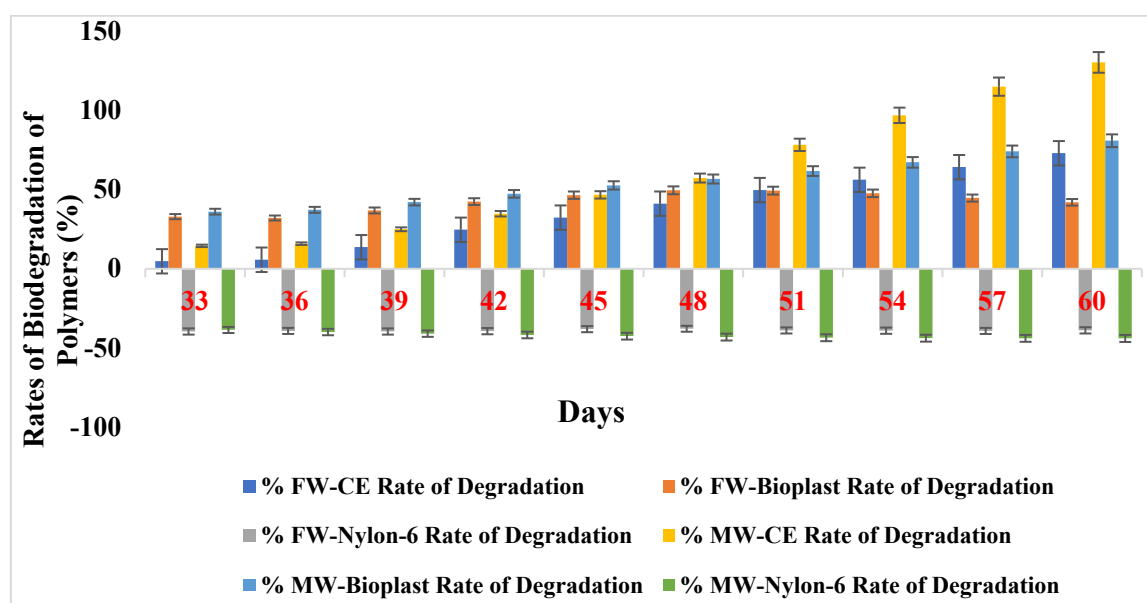 Rates of Biodegradation of
Polymers (%)
150
100
50
0
-50
-100
33 36 39 42 45 48 51 54 57 60
Days
% FW-CE Rate of Degradation
% FW-Bioplast Rate of Degradation
% FW-Nylon-6 Rate of Degradation
% MW-CE Rate of Degradation
% MW-Bioplast Rate of Degradation
% MW-Nylon-6 Rate of Degradation